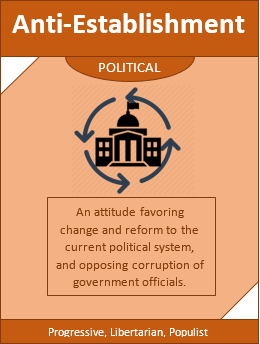 Anti-Establishment
POLITICAL
An attitude favoring
change and reform to the
current political system,
and opposing corruption of
government officials.
Progressive, Libertarian, Populist